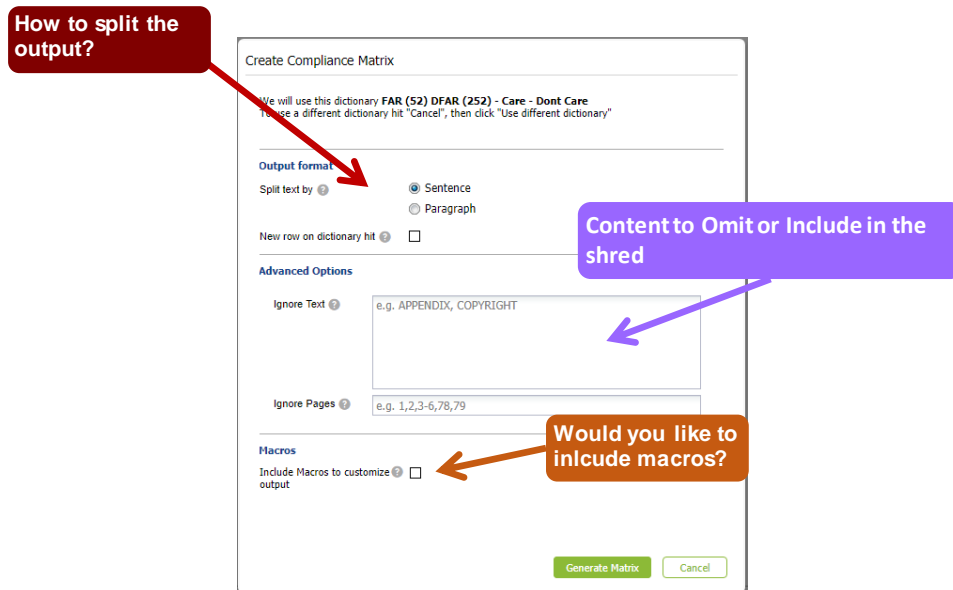 How to split the
output?
Create Compliance Matrix
We will use this dictionary FAR (52) DFAR (252) - Care - Dont Care
To use a different dictionary hit "Cancel", then click "Use different dictionary"
Output format
Split text by ?
Sentence
Paragraph
New row on dictionary hit ?
Content to Omit or Include in the
shred
Advanced Options
Ignore Text ?
e.g. APPENDIX, COPYRIGHT
Ignore Pages ?
e.g. 1,2,3-6,78,79
Would you like to
inlcude macros?
Macros
Include Macros to customize ?
output
Generate Matrix
Cancel